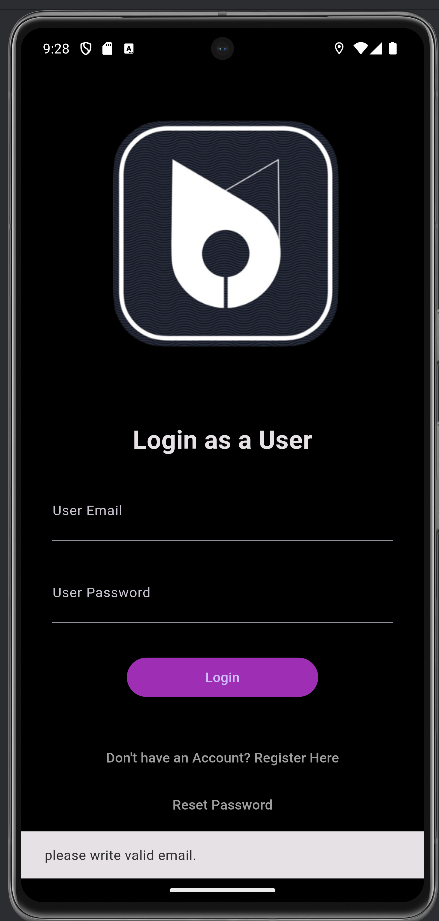 9:28
Login as a User
User Email
User Password
Login
Don't have an Account? Register Here
Reset Password
please write valid email.